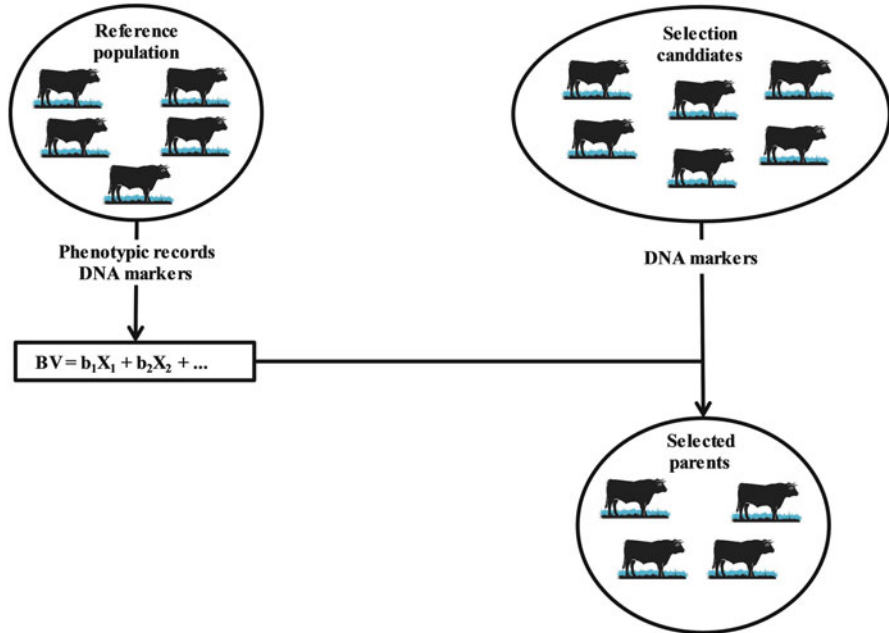 Reference
population
Selection
canddiates
Phenotypic records
DNA markers
DNA markers
BV = b₁X₁ + b₂X₂ + ...
Selected
parents